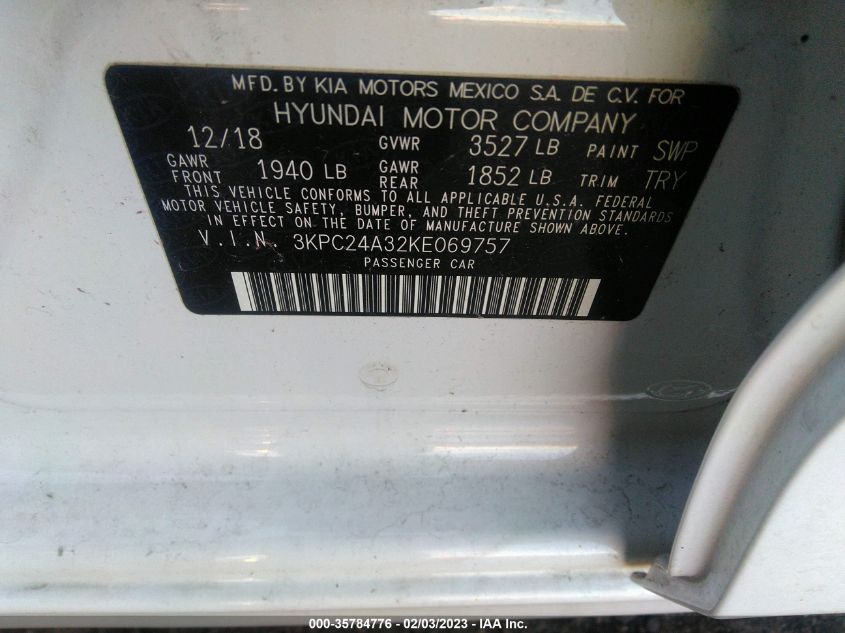 MFD. BY KIA MOTORS MEXICO S.A. DE C.V. FOR
HYUNDAI MOTOR COMPANY
12/18 GVWR 3527 LB PAINT SWP
GAWR FRONT 1940 LB GAWR REAR 1852 LB TRIM TRY
THIS VEHICLE CONFORMS TO ALL APPLICABLE U.S.A. FEDERAL
MOTOR VEHICLE SAFETY, BUMPER, AND THEFT PREVENTION STANDARDS
IN EFFECT ON THE DATE OF MANUFACTURE SHOWN ABOVE.
V.I.N. 3KPC24A32KE069757
PASSENGER CAR
000-35784776 - 02/03/2023 - IAA Inc.